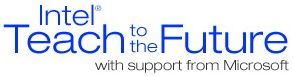 Intel®
Teach to the Future
with support from Microsoft